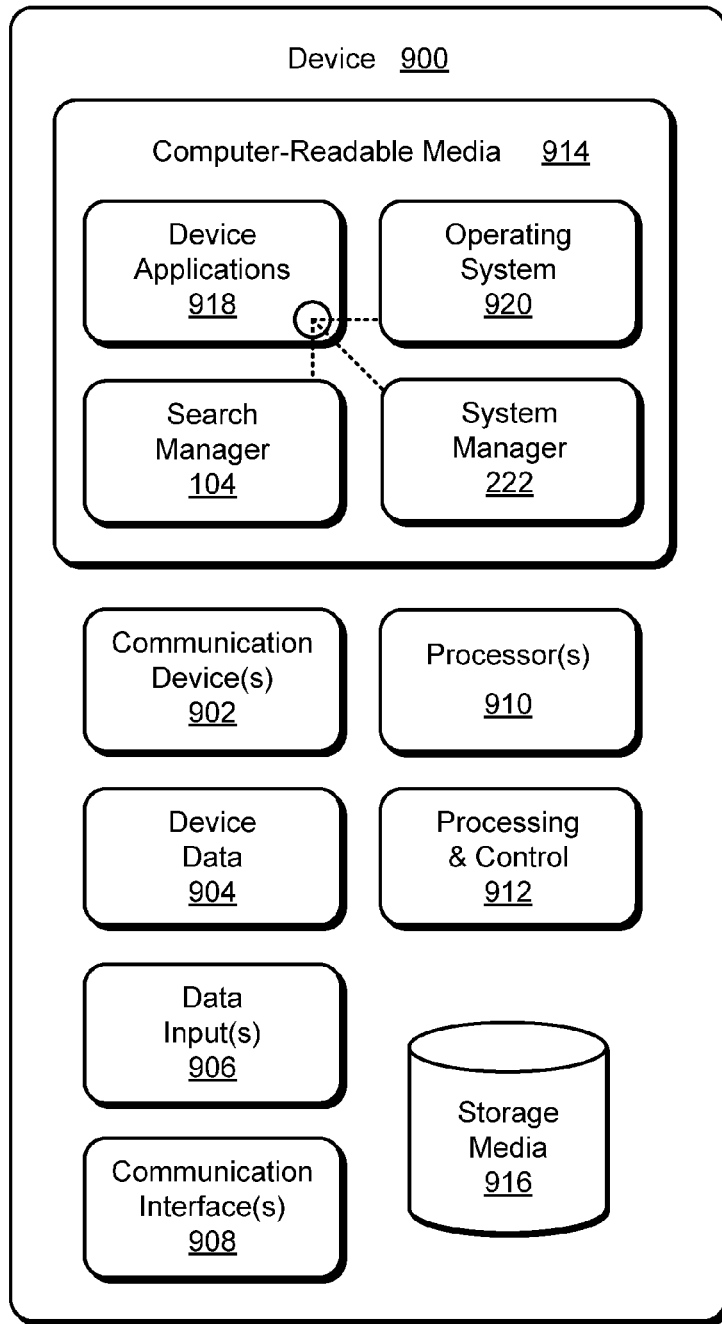 Device 900
Computer-Readable Media 914
Device
Applications
918
Operating
System
920
Search
Manager
104
System
Manager
222
Communication
Device(s)
902
Processor(s)
910
Device
Data
904
Processing
& Control
912
Data
Input(s)
906
Storage
Media
916
Communication
Interface(s)
908